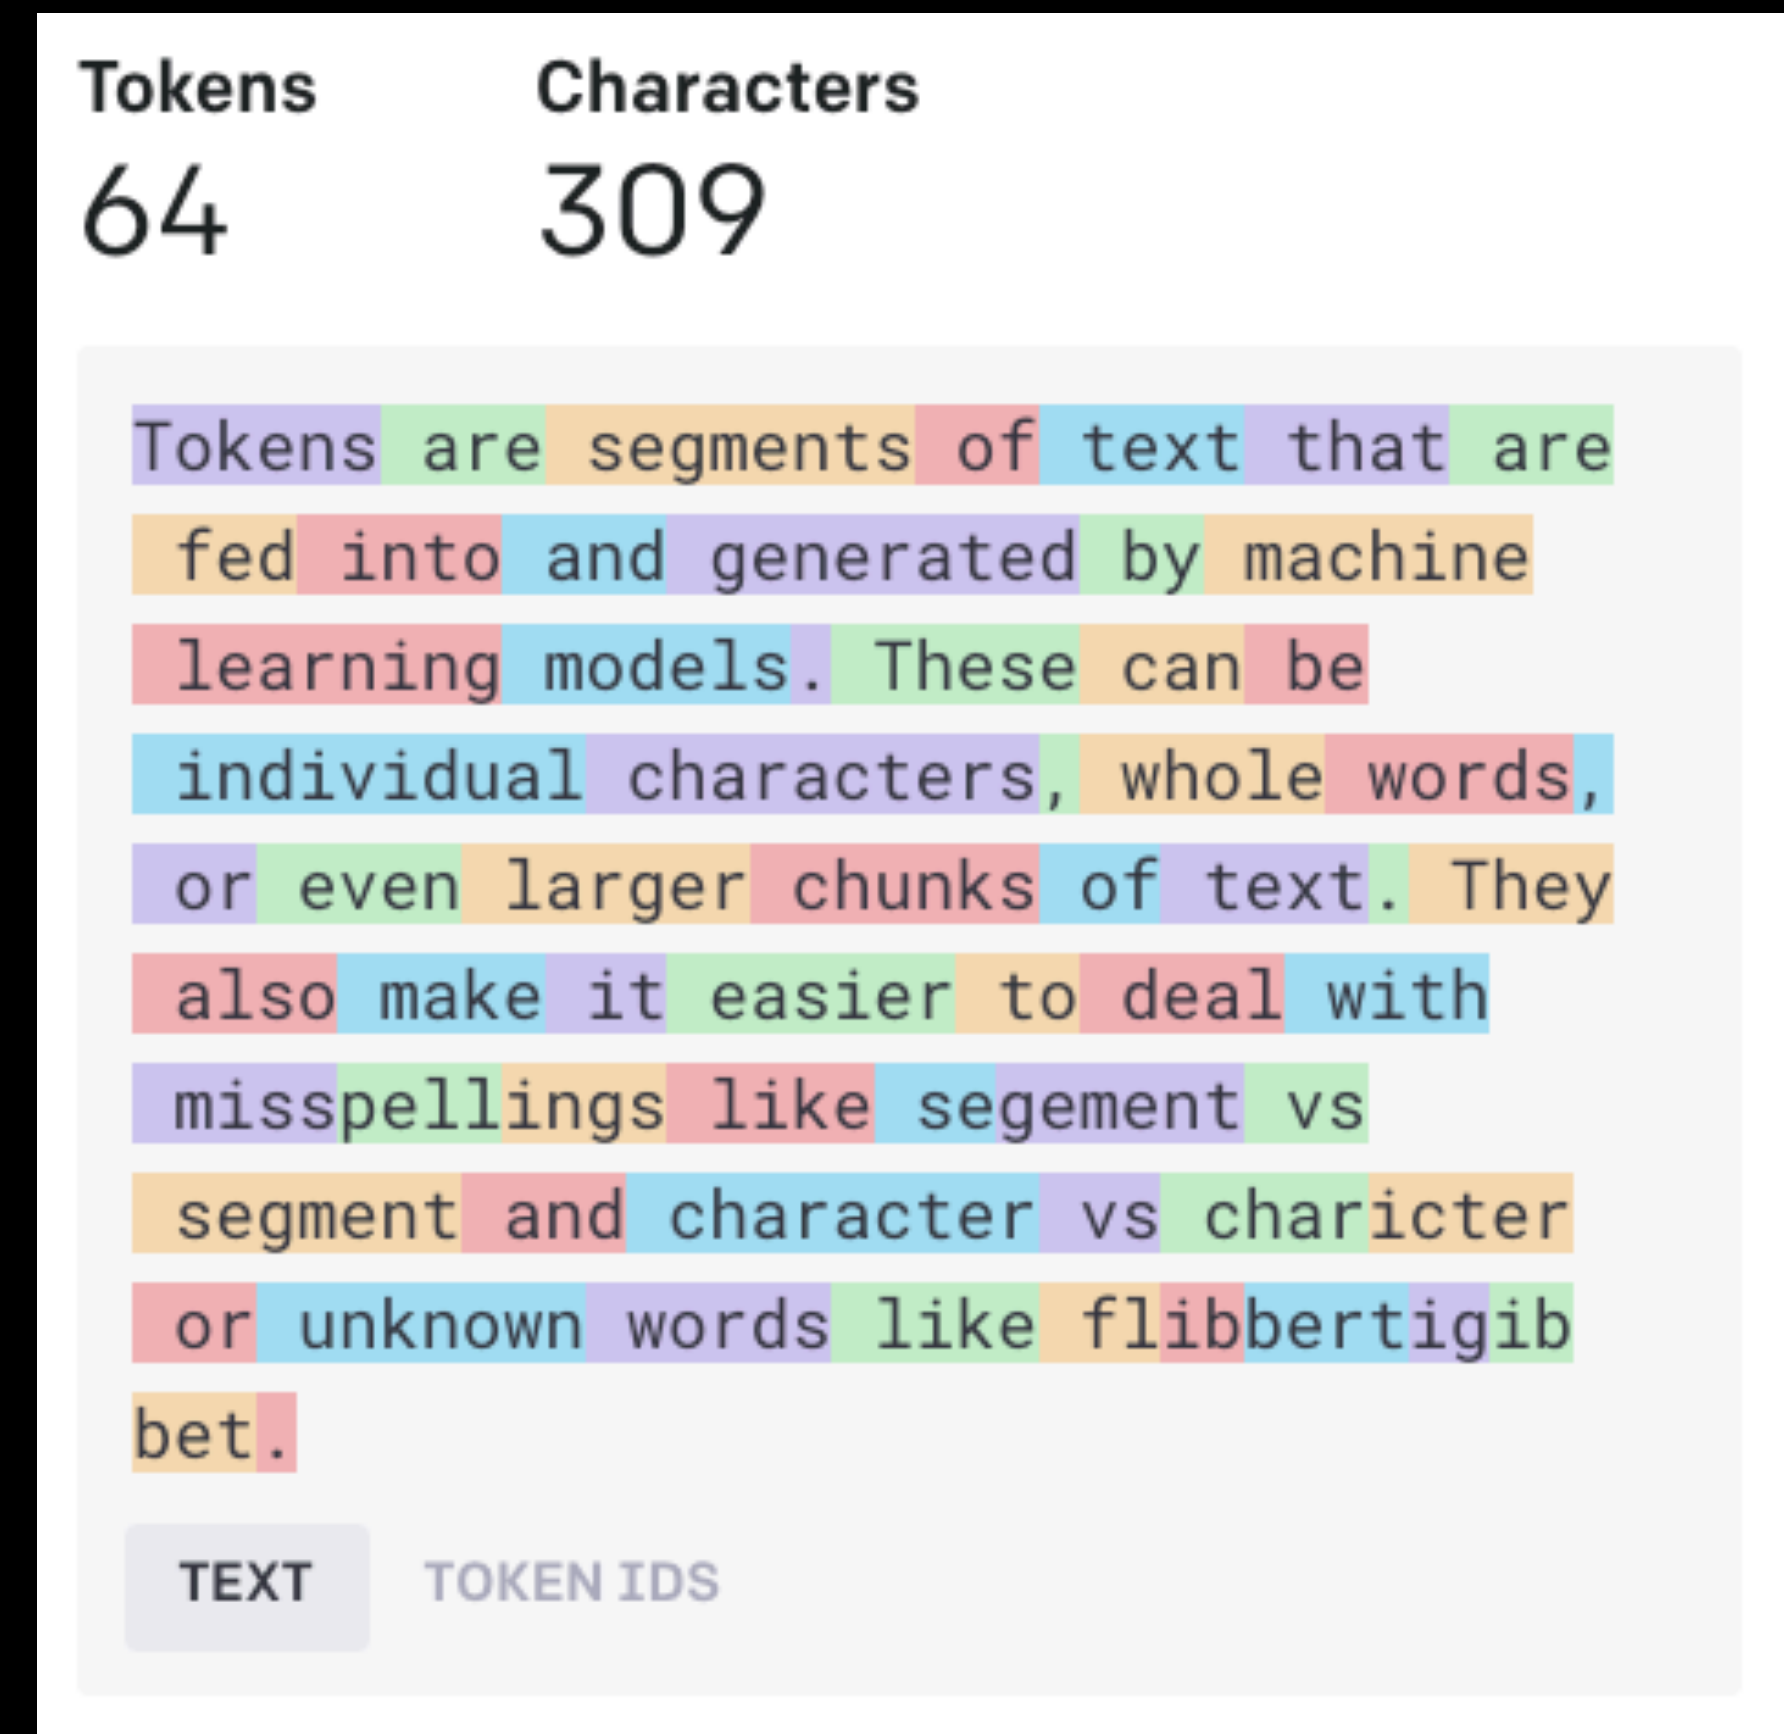 Tokens Characters
64 309
Tokens are segments of text that are
fed into and generated by machine
learning models. These can be
individual characters, whole words,
or even larger chunks of text. They
also make it easier to deal with
misspellings like segement vs
segment and character vs charicter
or unknown words like flibbertigib
bet.
TEXT TOKEN IDS